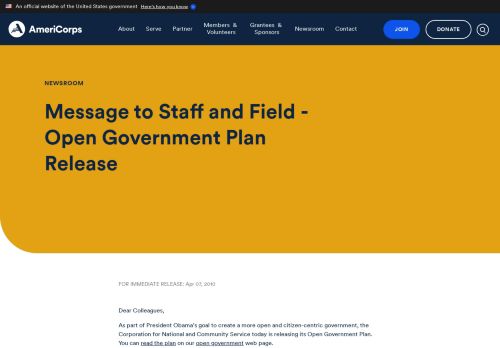 An official website of the United States government Here's how you know
AmeriCorps
About Serve Partner Members & Volunteers Grantees & Sponsors Newsroom Contact JOIN DONATE
NEWSROOM
Message to Staff and Field -
Open Government Plan
Release
FOR IMMEDIATE RELEASE: Apr 07, 2010
Dear Colleagues,
As part of President Obama's goal to create a more open and citizen-centric government, the
Corporation for National and Community Service today is releasing its Open Government Plan.
You can read the plan on our open government web page.